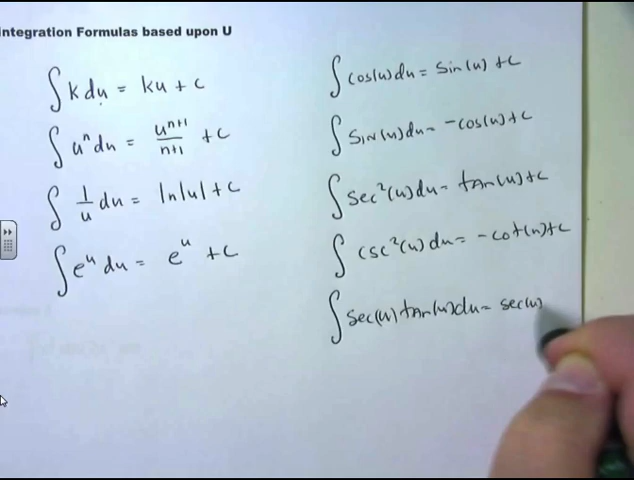 ntegration Formulas based upon U
∫ k du = ku + c
∫ uⁿ du = uⁿ⁺¹/n+1 + c
∫ 1/u du = ln|u| + c
∫ eᵘ du = eᵘ + c
∫ cos(u) du = sin(u) + c
∫ sin(u) du = -cos(u) + c
∫ sec²(u) du = tan(u) + c
∫ csc²(u) du = -cot(u) + c
∫ sec(u) tan(u) du = sec(u)